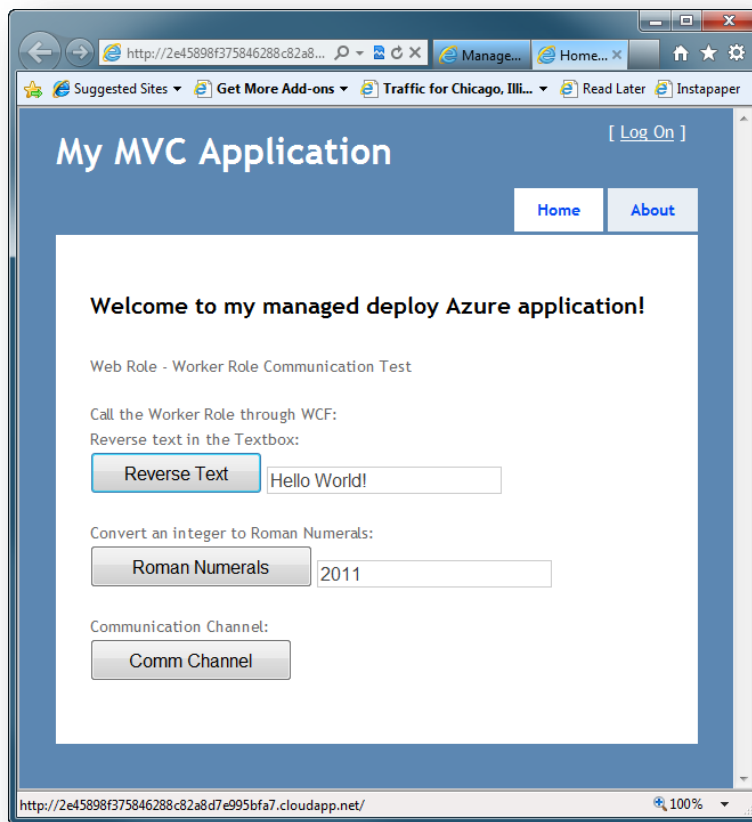 http://2e45898f375846288c82a8... Manage... Home...
Suggested Sites Get More Add-ons Traffic for Chicago, Illi... Read Later Instapaper
[ Log On ]
My MVC Application
Home About
Welcome to my managed deploy Azure application!
Web Role - Worker Role Communication Test
Call the Worker Role through WCF:
Reverse text in the Textbox:
Reverse Text Hello World!
Convert an integer to Roman Numerals:
Roman Numerals 2011
Communication Channel:
Comm Channel
http://2e45898f375846288c82a8d7e995bfa7.cloudapp.net/ 100%